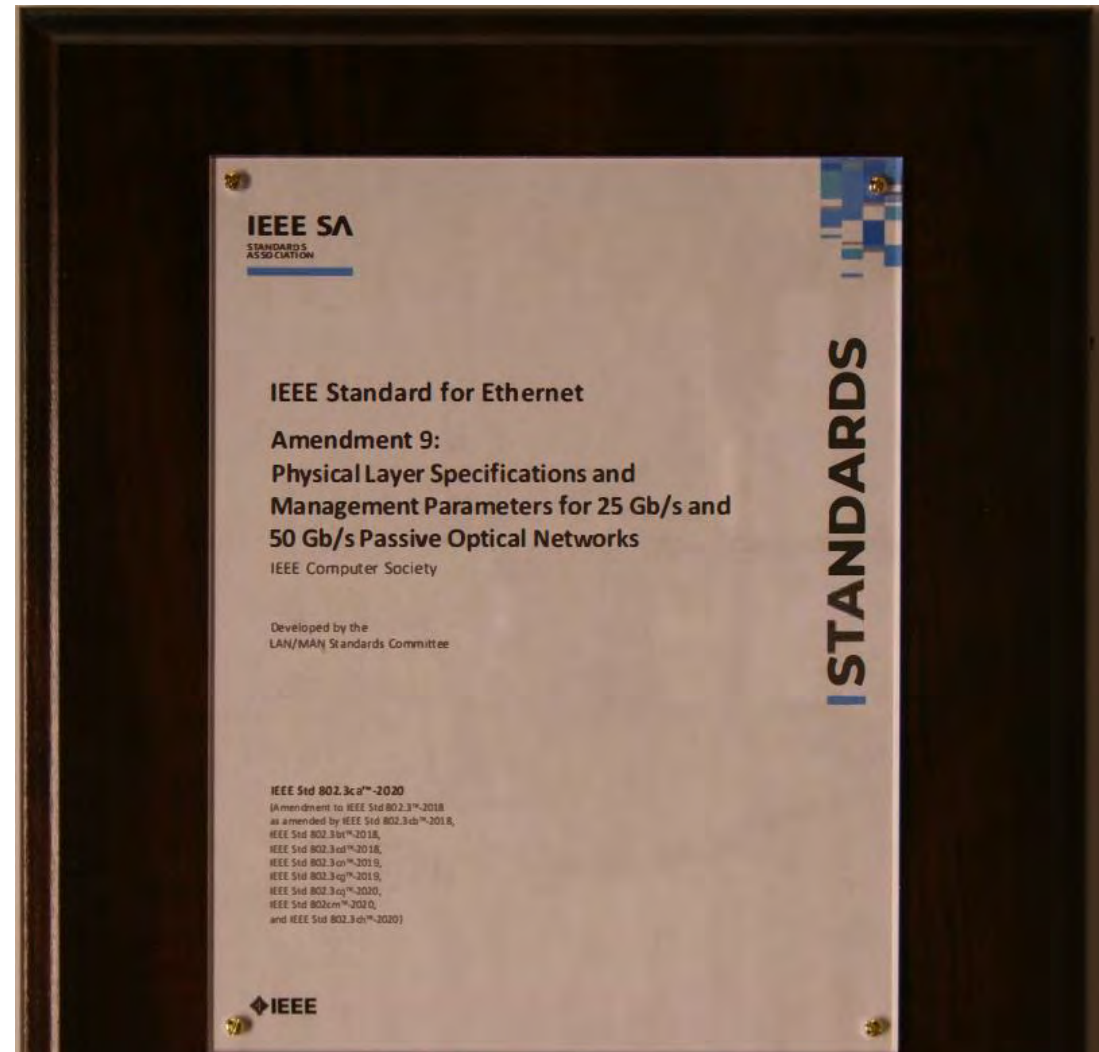 IEEE SA
STANDARDS
ASSOCIATION
STANDARDS
IEEE Standard for Ethernet
Amendment 9:
Physical Layer Specifications and
Management Parameters for 25 Gb/s and
50 Gb/s Passive Optical Networks
IEEE Computer Society
Developed by the
LAN/MAN Standards Committee
IEEE Std 802.3ca™-2020
(Amendment to IEEE Std 802.3™-2018
as amended by IEEE Std 802.3cb™-2018,
IEEE Std 802.3bt™-2018,
IEEE Std 802.3cd™-2018,
IEEE Std 802.3cn™-2019,
IEEE Std 802.3cg™-2019,
IEEE Std 802.3cq™-2020,
IEEE Std 802cm™-2020,
and IEEE Std 802.3ch™-2020)
IEEE